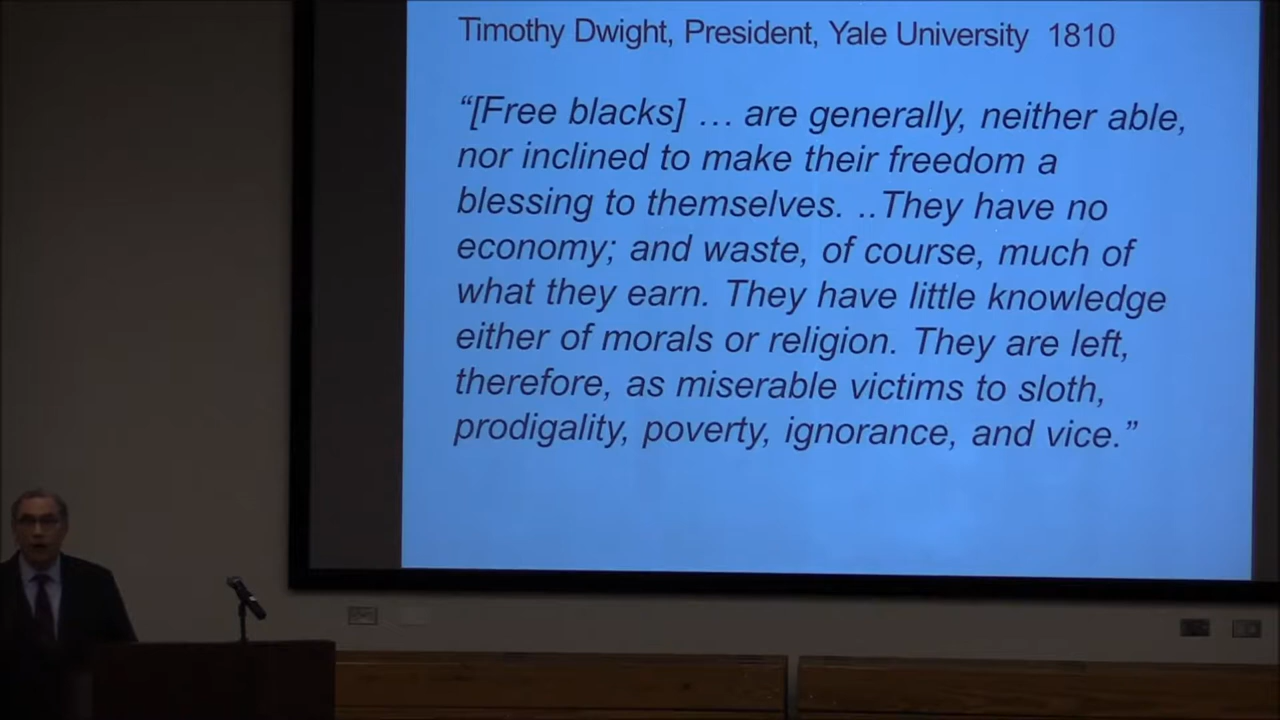 Timothy Dwight, President, Yale University 1810
“[Free blacks] … are generally, neither able,
nor inclined to make their freedom a
blessing to themselves. ..They have no
economy; and waste, of course, much of
what they earn. They have little knowledge
either of morals or religion. They are left,
therefore, as miserable victims to sloth,
prodigality, poverty, ignorance, and vice.”